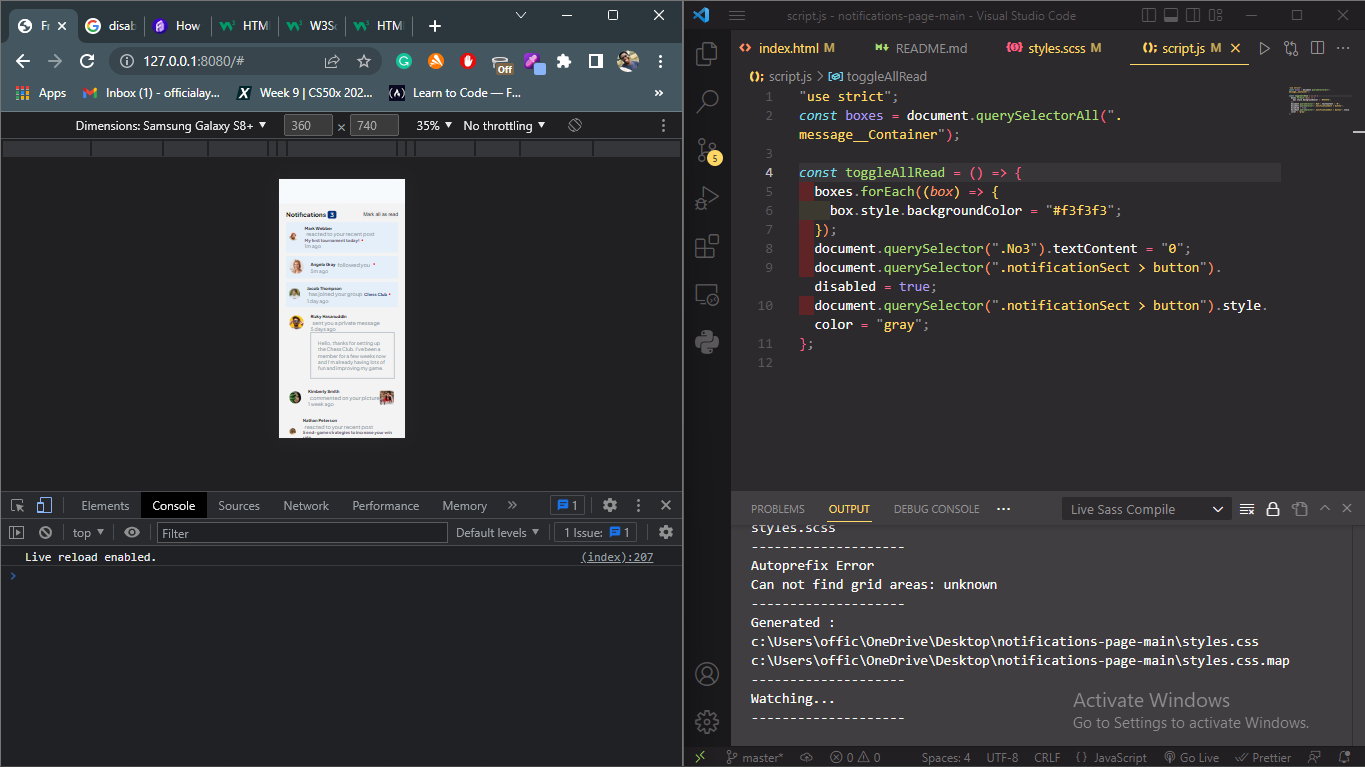 Fr
disab
How
HTMl
W3Sc
HTMl
127.0.0.1:8080/#
Off
Apps
Inbox (1) - officialay...
Week 9 | CS50x 202...
Learn to Code — F...
»
Dimensions: Samsung Galaxy S8+
360
×
740
35%
No throttling
Notifications 3
Mark all as read
Mark Webber
reacted to your recent post
My first tournament today!
1m ago
Angela Gray followed you.
5m ago
Jacob Thompson
has joined your group Chess Club
1 day ago
Rizky Hasanuddin
sent you a private message
5 days ago
Hello, thanks for setting up
the Chess Club. I've been a
member for a few weeks now
and I'm already having lots of
fun and improving my game.
Kimberly Smith
commented on your picture
1 week ago
Nathan Peterson
reacted to your recent post
5 end-game strategies to increase your win
Elements
Console
Sources
Network
Performance
Memory
»
1
top
Filter
Default levels
1 Issue:
1
Live reload enabled.
(index):207
script.js - notifications-page-main - Visual Studio Code
index.html M
README.md
styles.scss M
script.js M
script.js > toggleAllRead
1 "use strict";
2 const boxes = document.querySelectorAll(".
message__Container");
3
4 const toggleAllRead = () => {
5 boxes.forEach((box) => {
6 box.style.backgroundColor = "#f3f3f3";
7 });
8 document.querySelector(".No3").textContent = "0";
9 document.querySelector(".notificationSect > button").
disabled = true;
10 document.querySelector(".notificationSect > button").style.
color = "gray";
11 };
12
5
PROBLEMS
OUTPUT
DEBUG CONSOLE
...
Live Sass Compile
styles.scss
--------------------
Autoprefix Error
Can not find grid areas: unknown
--------------------
Generated :
c:\Users\offic\OneDrive\Desktop\notifications-page-main\styles.css
c:\Users\offic\OneDrive\Desktop\notifications-page-main\styles.css.map
--------------------
Watching...
--------------------
Activate Windows
Go to Settings to activate Windows.
master*
0
0
Spaces: 4
UTF-8
CRLF
{ } JavaScript
Go Live
Prettier